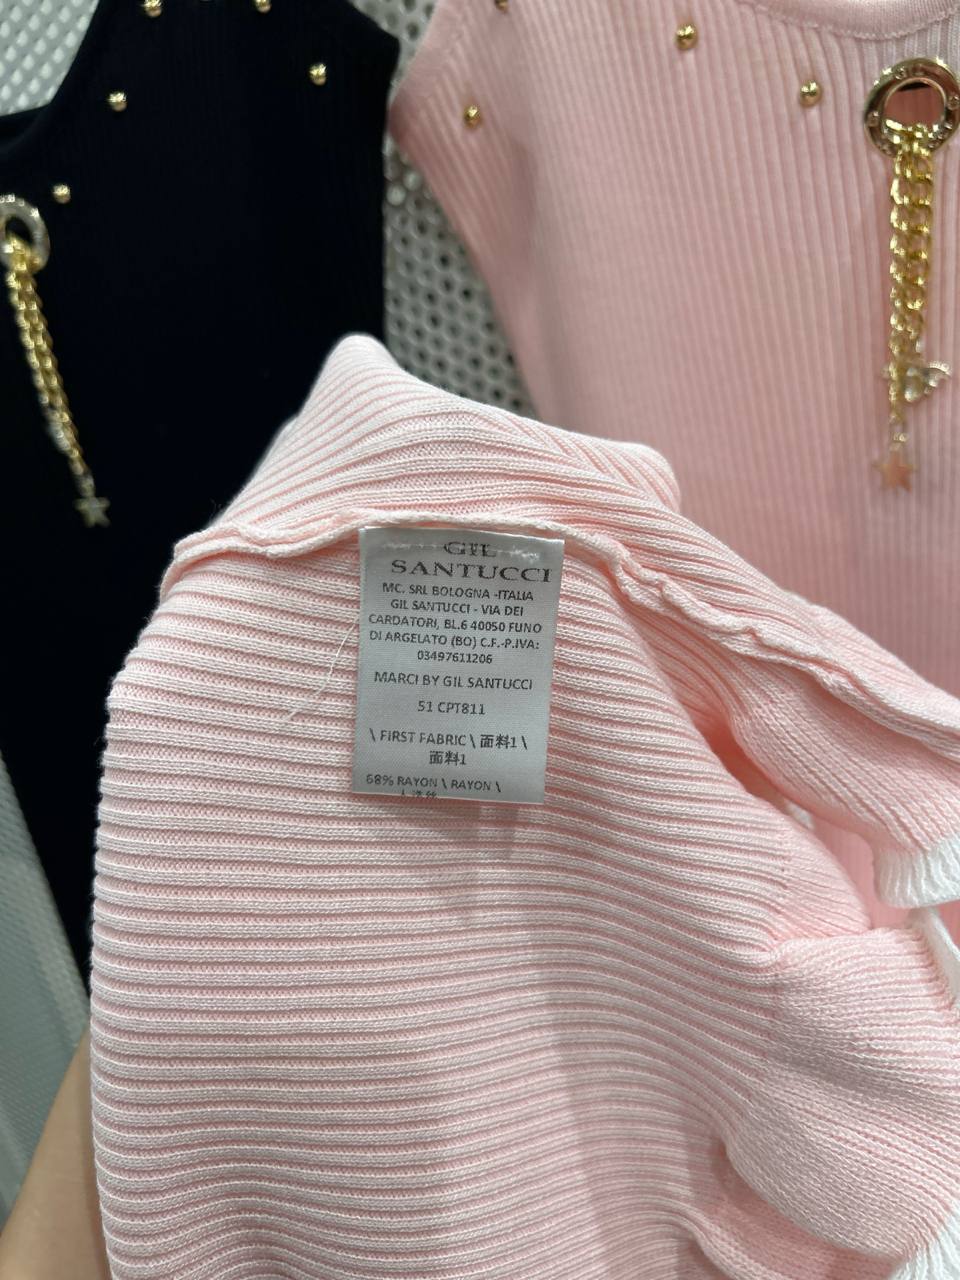 GIL
SANTUCCI
MC. SRL BOLOGNA -ITALIA
GIL SANTUCCI - VIA DEI
CARDATORI, BL.6 40050 FUNO
DI ARGELATO (BO) C.F.-P.IVA:
03497611206
MARCI BY GIL SANTUCCI
51 CPT811
\ FIRST FABRIC \ 面料1 \
面料1
68% RAYON \ RAYON \